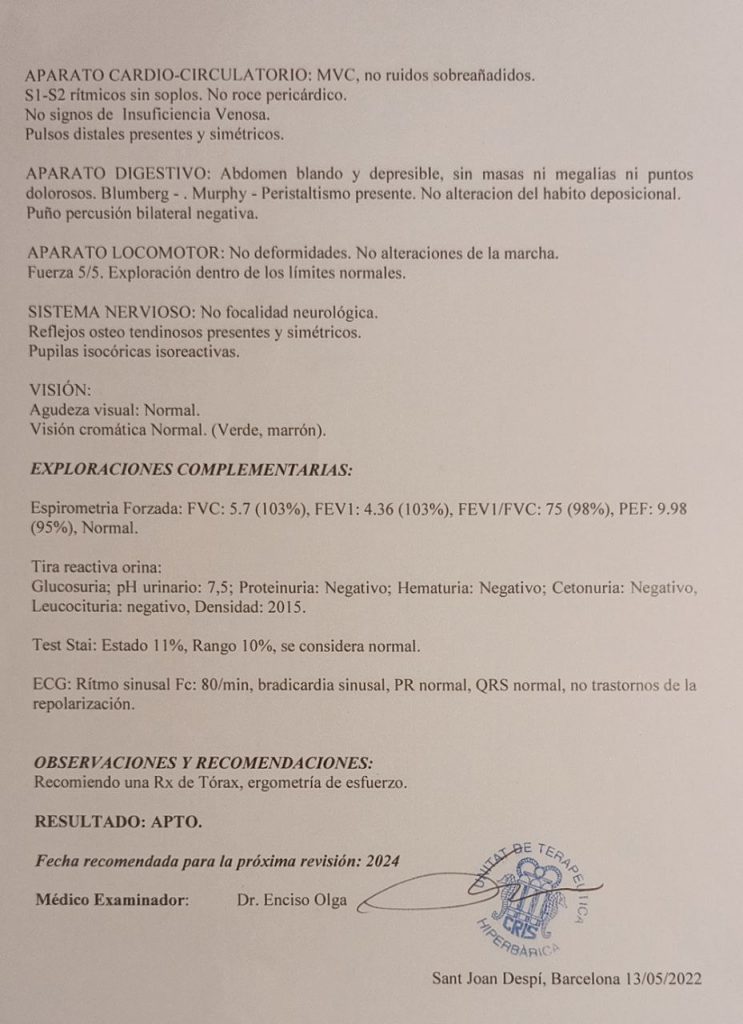 APARATO CARDIO-CIRCULATORIO: MVC, no ruidos sobreañadidos.
S1-S2 rítmicos sin soplos. No roce pericárdico.
No signos de Insuficiencia Venosa.
Pulsos distales presentes y simétricos.
APARATO DIGESTIVO: Abdomen blando y depresible, sin masas ni megalias ni puntos
dolorosos. Blumberg - . Murphy - Peristaltismo presente. No alteracion del habito deposicional.
Puño percusión bilateral negativa.
APARATO LOCOMOTOR: No deformidades. No alteraciones de la marcha.
Fuerza 5/5. Exploración dentro de los límites normales.
SISTEMA NERVIOSO: No focalidad neurológica.
Reflejos osteo tendinosos presentes y simétricos.
Pupilas isocóricas isoreactivas.
VISIÓN:
Agudeza visual: Normal.
Visión cromática Normal. (Verde, marrón).
EXPLORACIONES COMPLEMENTARIAS:
Espirometria Forzada: FVC: 5.7 (103%), FEV1: 4.36 (103%), FEV1/FVC: 75 (98%), PEF: 9.98
(95%), Normal.
Tira reactiva orina:
Glucosuria; pH urinario: 7,5; Proteinuria: Negativo; Hematuria: Negativo; Cetonuria: Negativo,
Leucocituria: negativo, Densidad: 2015.
Test Stai: Estado 11%, Rango 10%, se considera normal.
ECG: Rítmo sinusal Fc: 80/min, bradicardia sinusal, PR normal, QRS normal, no trastornos de la
repolarización.
OBSERVACIONES Y RECOMENDACIONES:
Recomiendo una Rx de Tórax, ergometría de esfuerzo.
RESULTADO: APTO.
Fecha recomendada para la próxima revisión: 2024
Médico Examinador: Dr. Enciso Olga
UNITAT DE TERAPEUTICA
CRIS
HIPERBÀRICA
Sant Joan Despí, Barcelona 13/05/2022